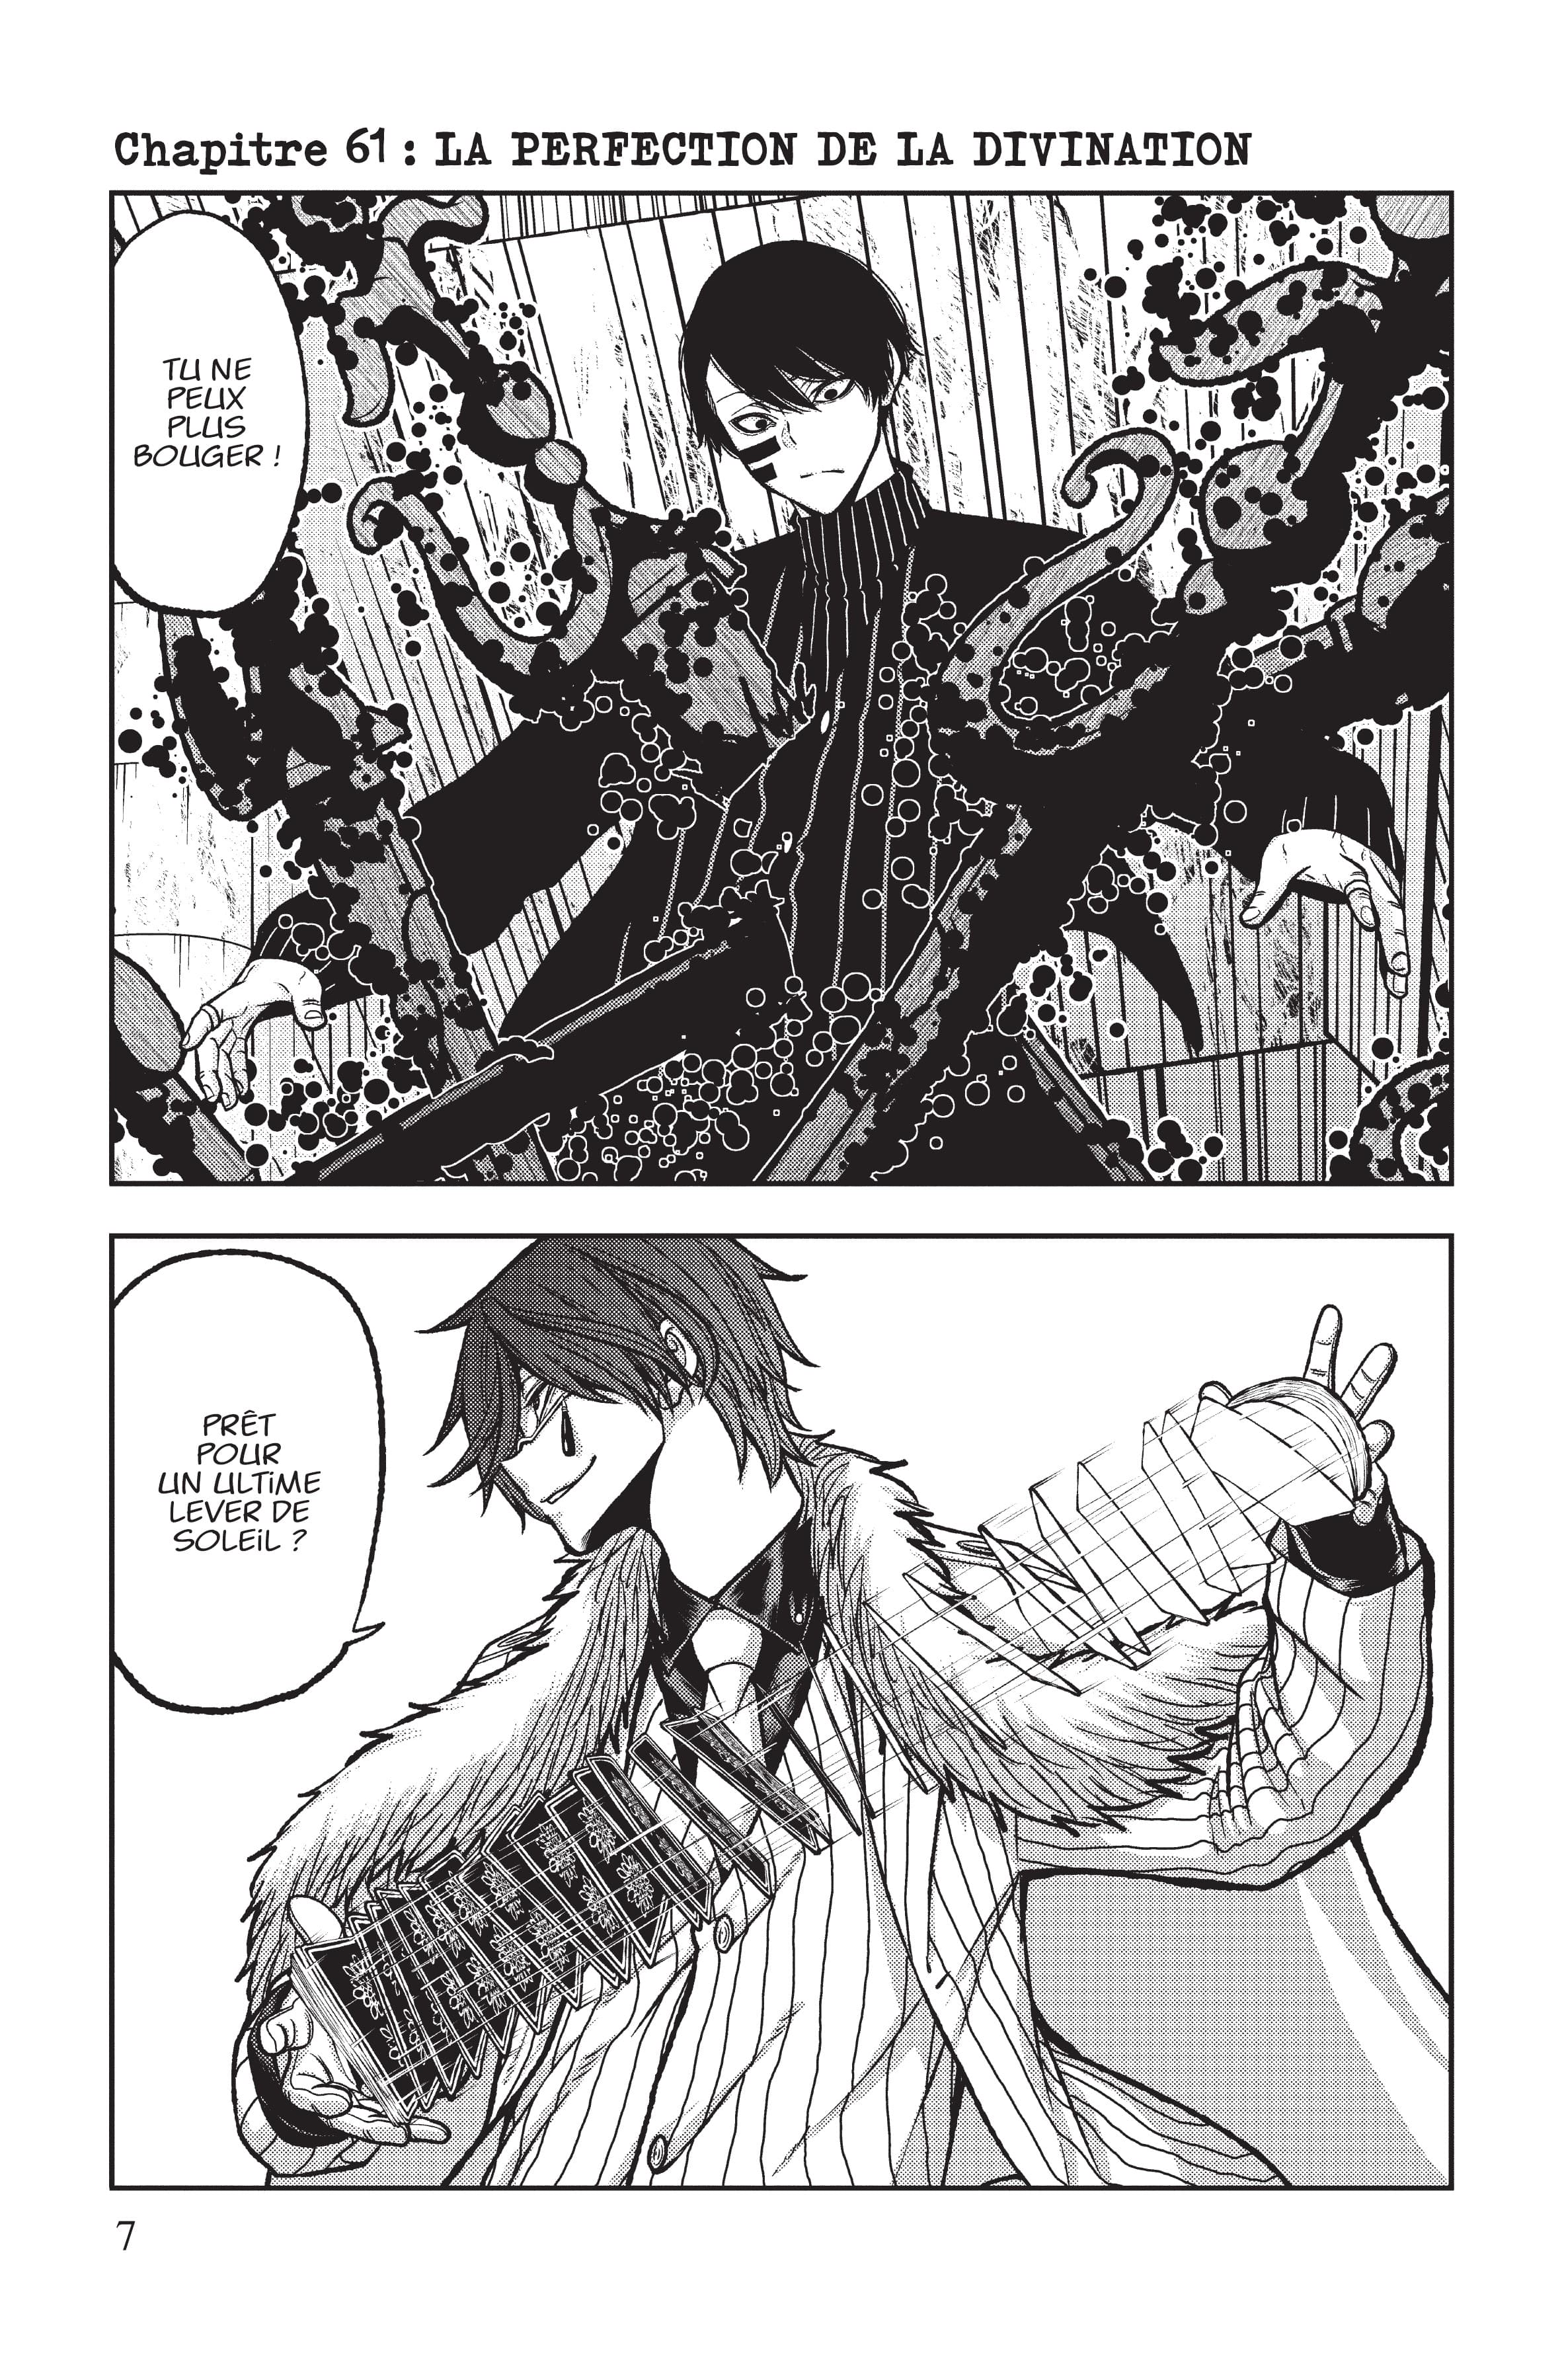 Chapitre 61 : LA PERFECTION DE LA DIVINATION
TU NE
PEUX
PLUS
BOUGER !
PRÊT
POUR
UN ULTIME
LEVER DE
SOLEIL ?
7